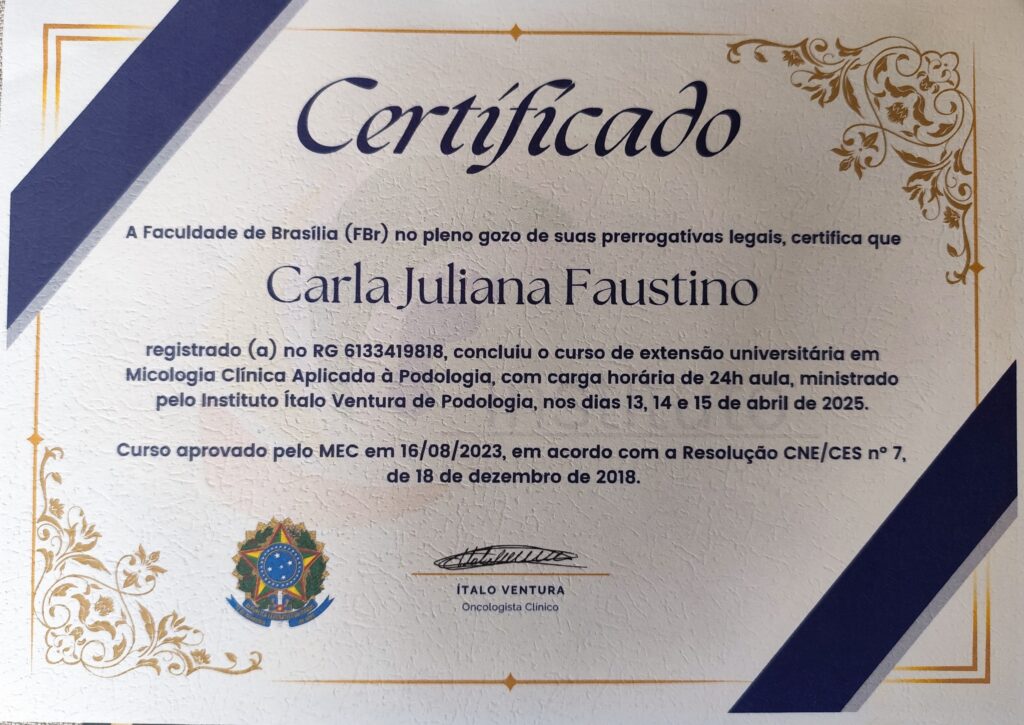 Certificado
A Faculdade de Brasília (FBr) no pleno gozo de suas prerrogativas legais, certifica que
Carla Juliana Faustino
registrado (a) no RG 6133419818, concluiu o curso de extensão universitária em
Micologia Clínica Aplicada à Podologia, com carga horária de 24h aula, ministrado
pelo Instituto Ítalo Ventura de Podologia, nos dias 13, 14 e 15 de abril de 2025.
Instituto
Curso aprovado pelo MEC em 16/08/2023, em acordo com a Resolução CNE/CES nº 7,
de 18 de dezembro de 2018.
ÍTALO VENTURA
Oncologista Clínico